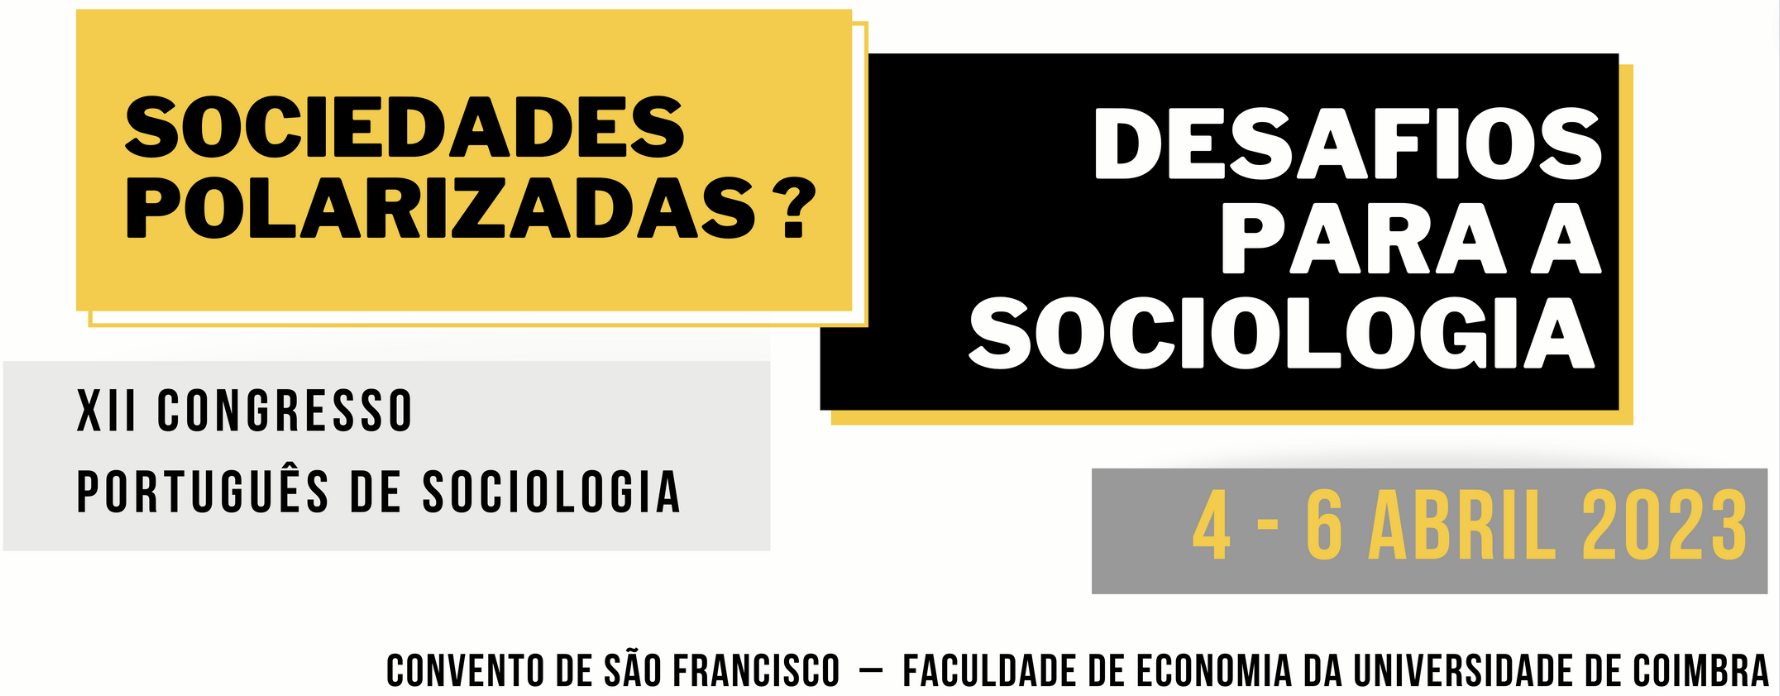 SOCIEDADES
POLARIZADAS ?
DESAFIOS
PARA A
SOCIOLOGIA
XII CONGRESSO
PORTUGUÊS DE SOCIOLOGIA
4 - 6 ABRIL 2023
CONVENTO DE SÃO FRANCISCO – FACULDADE DE ECONOMIA DA UNIVERSIDADE DE COIMBRA